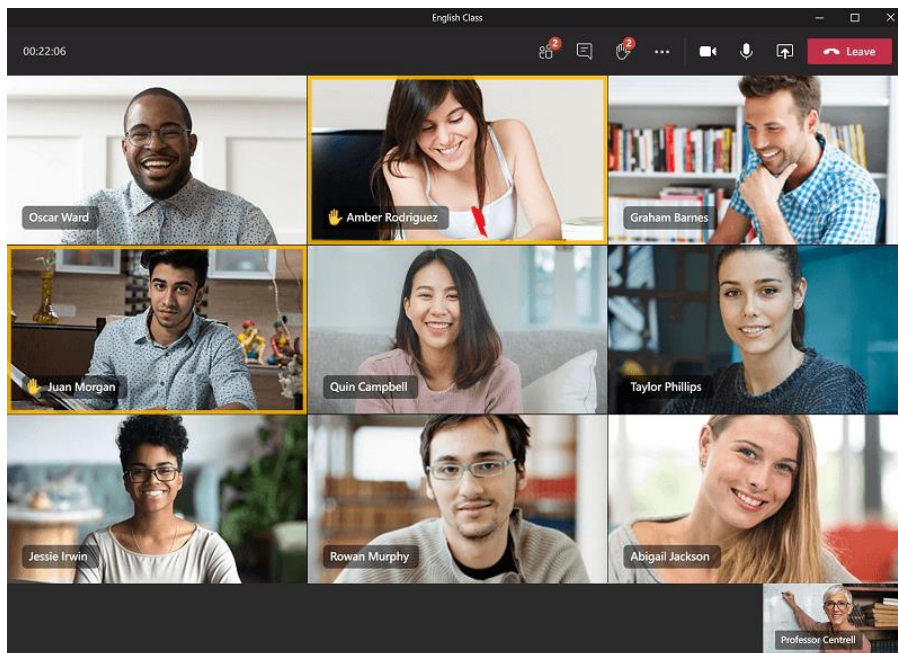 English Class
00:22:06
2
2
Leave
Oscar Ward
Amber Rodriguez
Graham Barnes
Juan Morgan
Quin Campbell
Taylor Phillips
Jessie Irwin
Rowan Murphy
Abigail Jackson
Professor Centrell